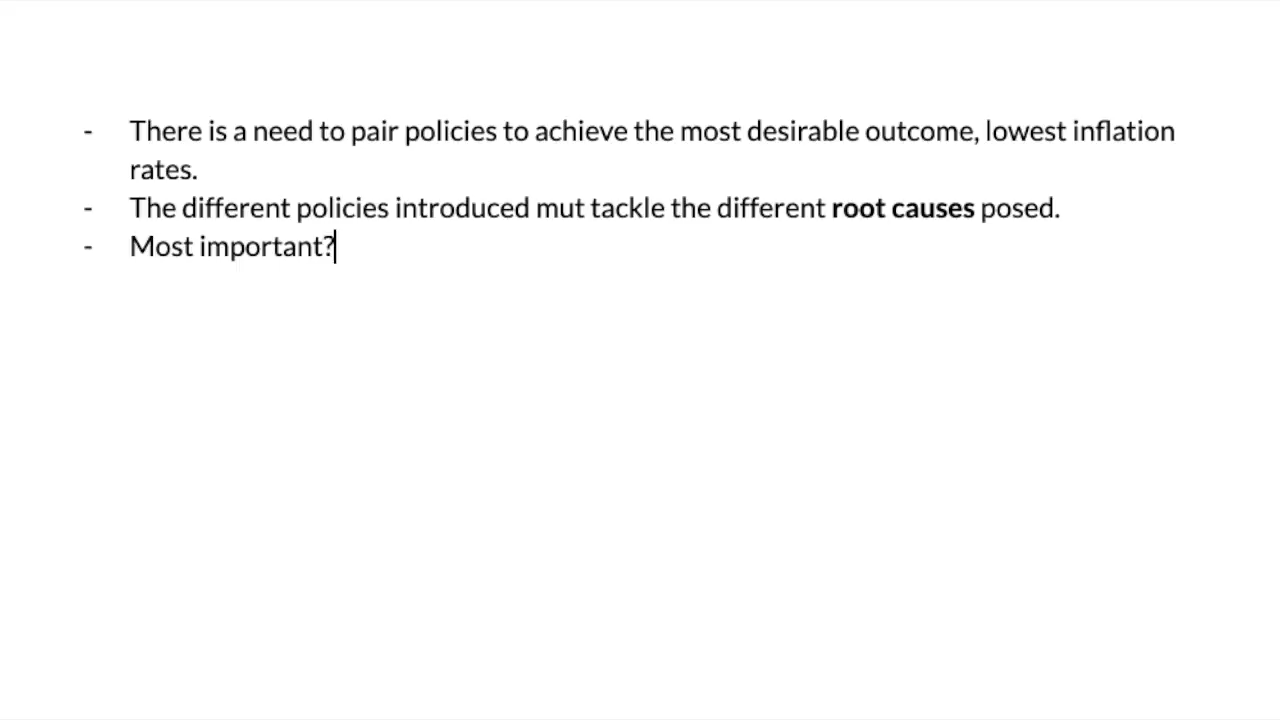 - There is a need to pair policies to achieve the most desirable outcome, lowest inflation
rates.
- The different policies introduced mut tackle the different root causes posed.
- Most important?